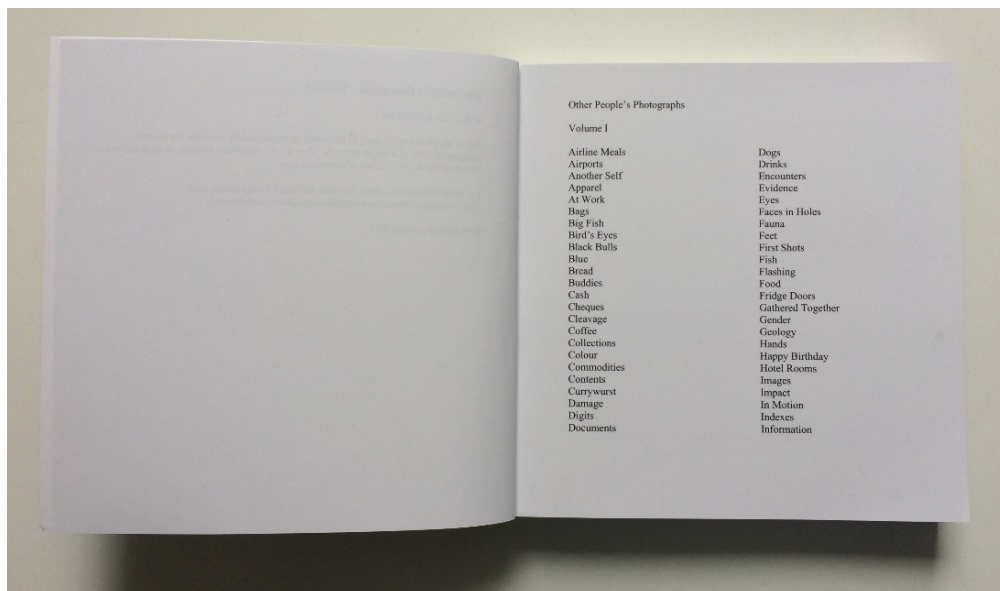 Other People's Photographs
Volume I
Airline Meals
Airports
Another Self
Apparel
At Work
Bags
Big Fish
Bird's Eyes
Black Bulls
Blue
Bread
Buddies
Cash
Cheques
Cleavage
Coffee
Collections
Colour
Commodities
Contents
Currywurst
Damage
Digits
Documents
Dogs
Drinks
Encounters
Evidence
Eyes
Faces in Holes
Fauna
Feet
First Shots
Fish
Flashing
Food
Fridge Doors
Gathered Together
Gender
Geology
Hands
Happy Birthday
Hotel Rooms
Images
Impact
In Motion
Indexes
Information